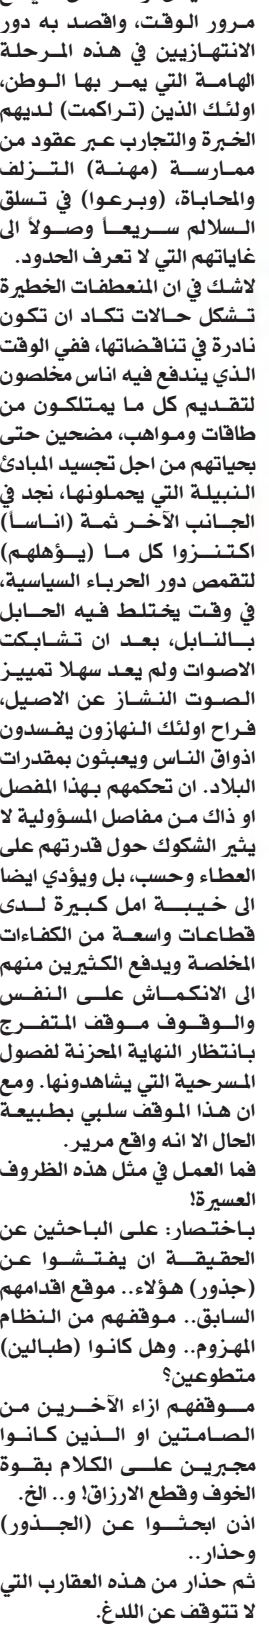 مرور الوقت، واقصد به دور
الانتهازيين في هذه المرحلة
الهامة التي يمر بها الوطن،
اولئك الذين (تراكمت) لديهم
الخبرة والتجارب عبر عقود من
ممارسة (مهنة) التزلف
والمحاباة، (وبرعوا) في تسلق
السلالم سريعاً وصولاً الى
غاياتهم التي لا تعرف الحدود.
لاشك في ان المنعطفات الخطيرة
تشكل حالات تكاد ان تكون
نادرة في تناقضاتها، ففي الوقت
الذي يندفع فيه اناس مخلصون
لتقديم كل ما يمتلكون من
طاقات ومواهب، مضحين حتى
بحياتهم من اجل تجسيد المبادئ
النبيلة التي يحملونها، نجد في
الجانب الآخر ثمة (اناساً)
اكتنزوا كل ما (يؤهلهم)
لتقمص دور الحرباء السياسية،
في وقت يختلط فيه الحابل
بالنابل، بعد ان تشابكت
الاصوات ولم يعد سهلا تمييز
الصوت النشاز عن الاصيل،
فراح اولئك النهازون يفسدون
اذواق الناس ويعبثون بمقدرات
البلاد. ان تحكمهم بهذا المفصل
او ذاك من مفاصل المسؤولية لا
يثير الشكوك حول قدرتهم على
العطاء وحسب، بل ويؤدي ايضا
الى خيبة امل كبيرة لدى
قطاعات واسعة من الكفاءات
المخلصة ويدفع الكثيرين منهم
الى الانكماش على النفس
والوقوف موقف المتفرج
بانتظار النهاية المحزنة لفصول
المسرحية التي يشاهدونها. ومع
ان هذا الموقف سلبي بطبيعة
الحال الا انه واقع مرير.
فما العمل في مثل هذه الظروف
العسيرة!
باختصار: على الباحثين عن
الحقيقة ان يفتشوا عن
(جذور) هؤلاء.. موقع اقدامهم
السابق.. موقفهم من النظام
المهزوم.. وهل كانوا (طبالين)
متطوعين؟
موقفهم ازاء الآخرين من
الصامتين او الذين كانوا
مجبرين على الكلام بقوة
الخوف وقطع الارزاق! و.. الخ.
اذن ابحثوا عن (الجذور)
وحذار..
ثم حذار من هذه العقارب التي
لا تتوقف عن اللدغ.